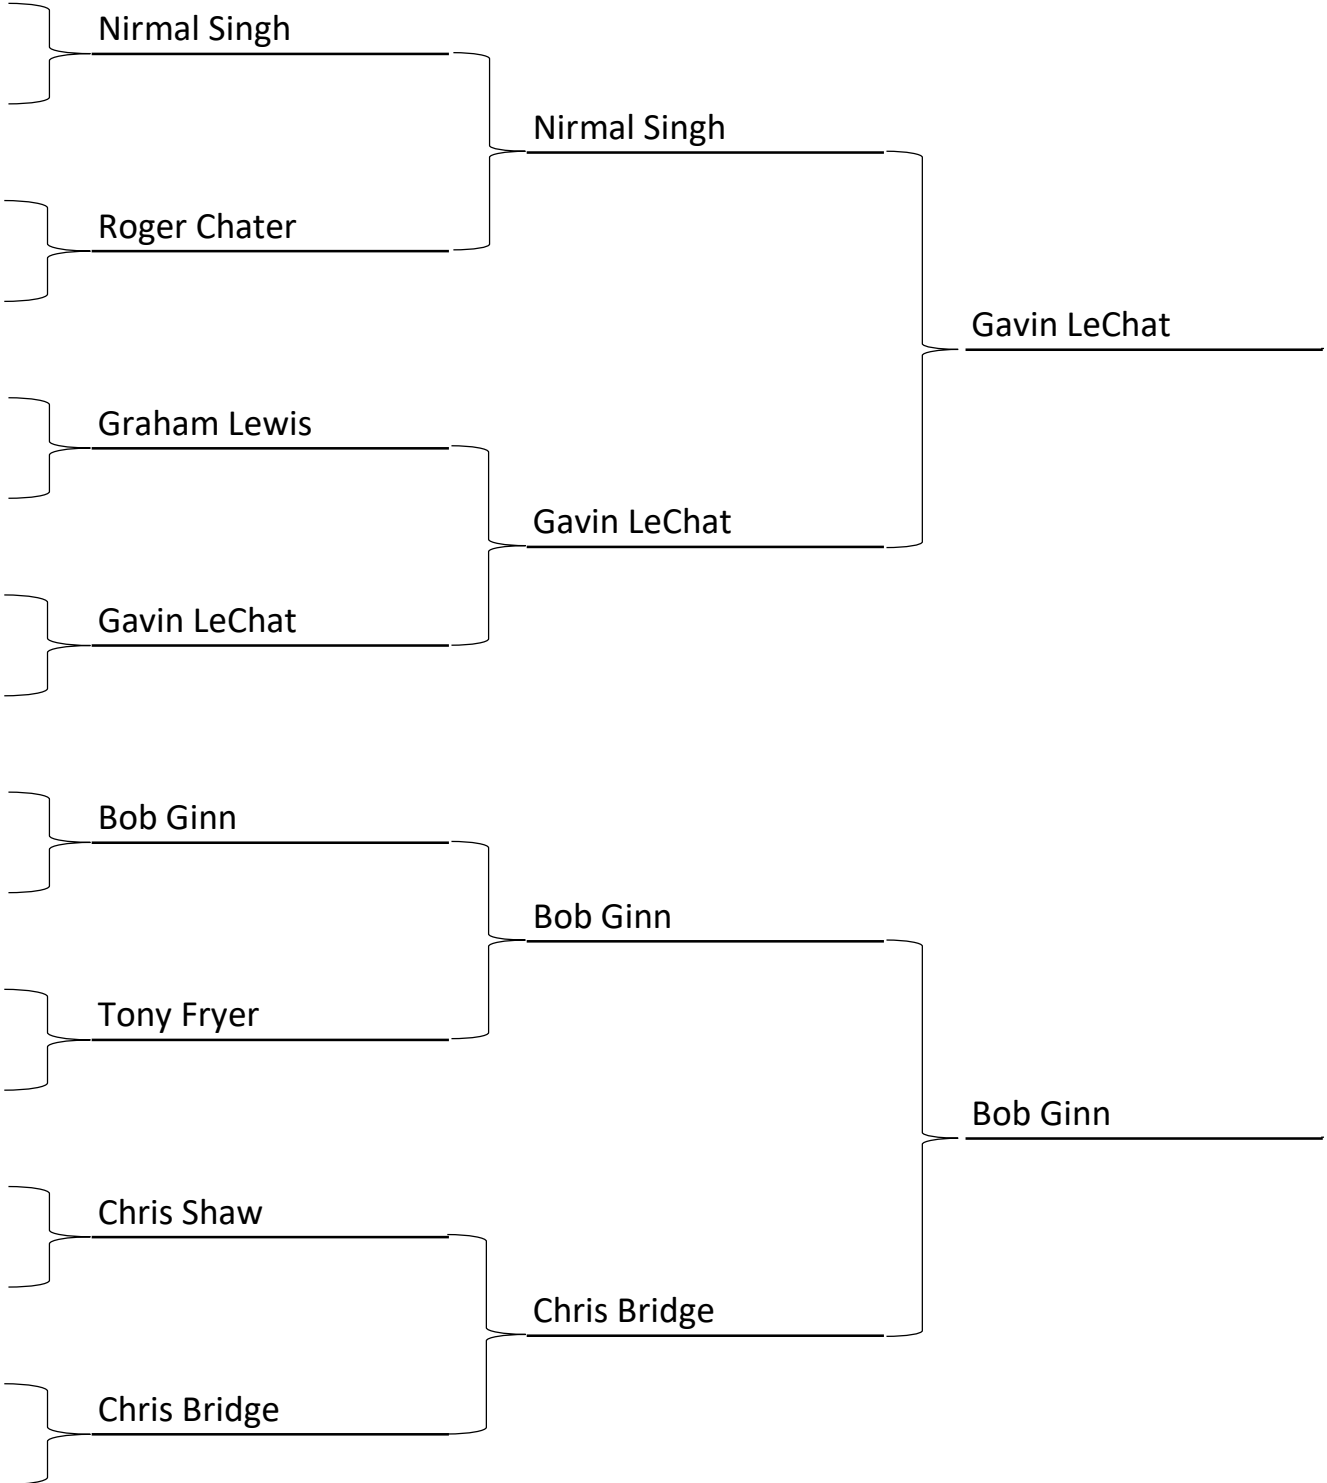 Nirmal Singh
Nirmal Singh
Roger Chater
Gavin LeChat
Graham Lewis
Gavin LeChat
Gavin LeChat
Bob Ginn
Bob Ginn
Tony Fryer
Bob Ginn
Chris Shaw
Chris Bridge
Chris Bridge